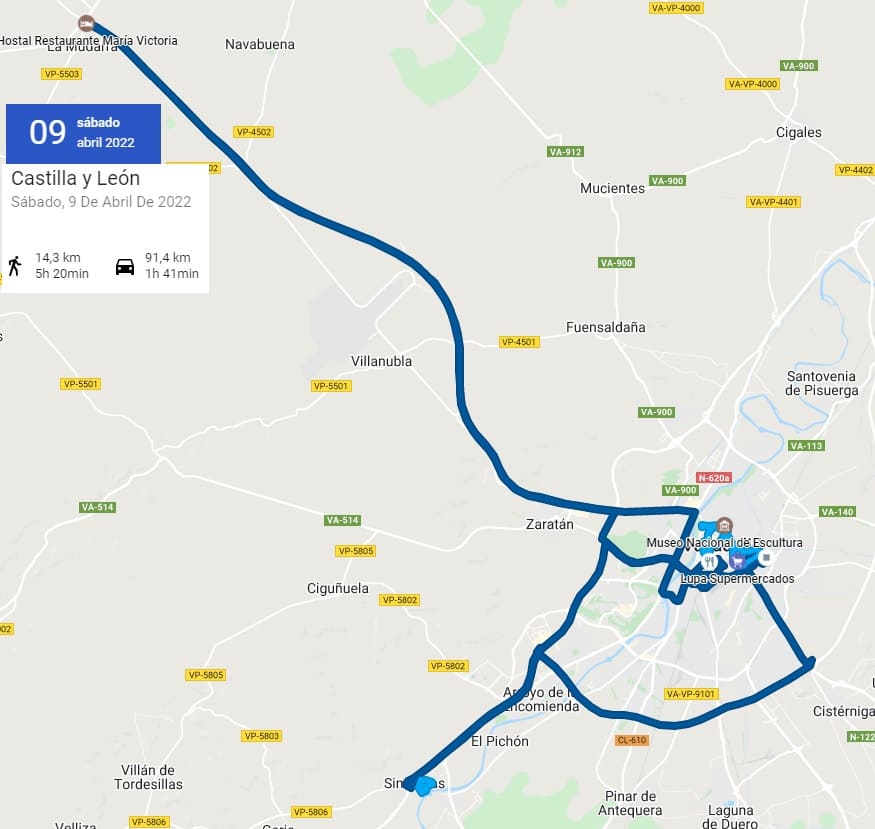 VA-VP-4000
Hostal Restaurante María Victoria
La Mudarra
Navabuena
VP-5503
VA-900
VA-VP-4000
09
sábado
abril 2022
VP-4502
Cigales
VA-912
VA-VP-4402
02
Castilla y León
Sábado, 9 De Abril De 2022
Mucientes
VA-900
VA-VP-4401
14,3 km
5h 20min
91,4 km
1h 41min
VA-900
Fuensaldaña
VP-4501
Villanubla
VP-5501
VP-5501
Santovenia
de Pisuerga
VA-900
VA-113
N-620a
VA-900
VA-514
VA-514
VA-140
Zaratán
Museo Nacional de Escultura
VP-5805
Lupa Supermercados
Ciguñuela
VP-5802
002
VP-5802
VP-5805
Arroyo de la
Encomienda
VA-VP-9101
Cistérniga
VP-5803
El Pichón
CL-610
N-122
Villán de
Tordesillas
Simancas
Pinar de
Antequera
Laguna
de Duero
VP-5806
VP-5806
Velliza